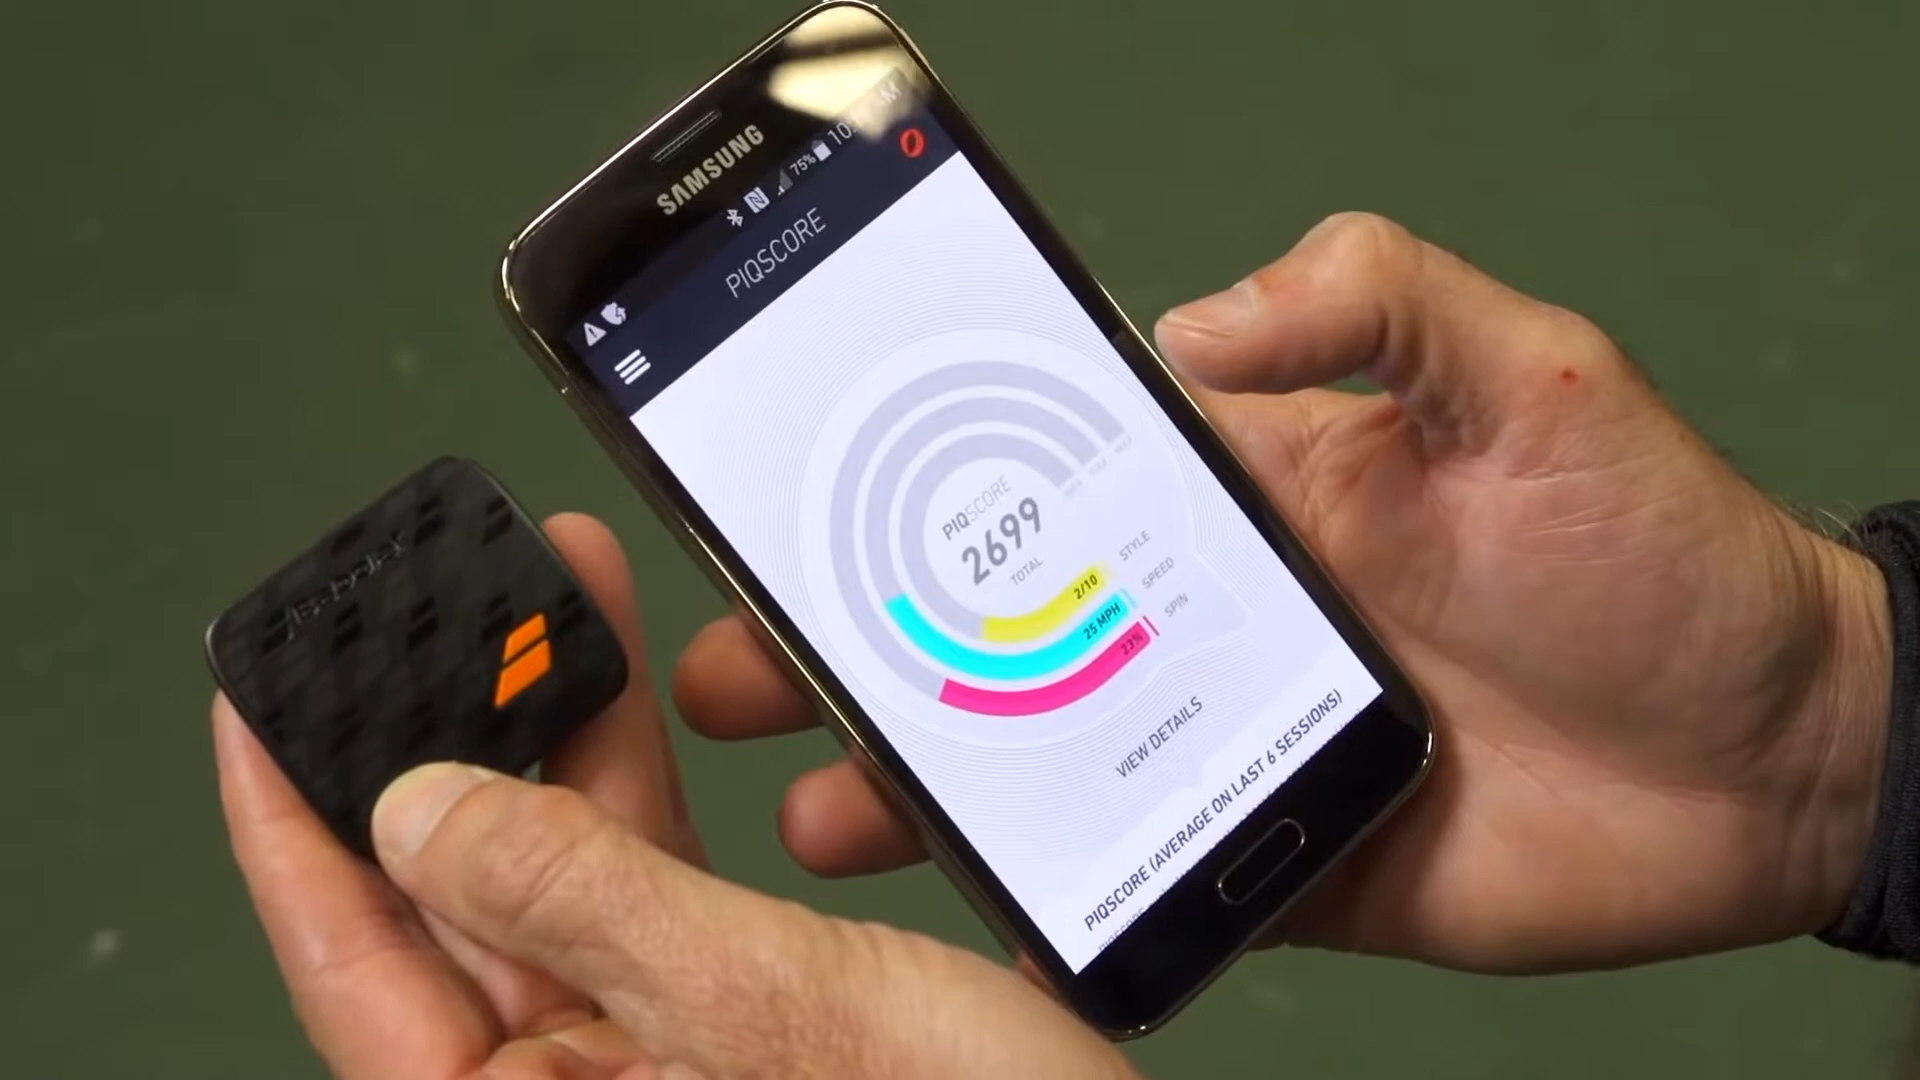 SAMSUNG
75%
PIQSCORE
PIQSCORE
2699
TOTAL
2/10
STYLE
25 MPH
SPEED
23%
SPIN
VIEW DETAILS
PIQSCORE (AVERAGE ON LAST 6 SESSIONS)
Babolat